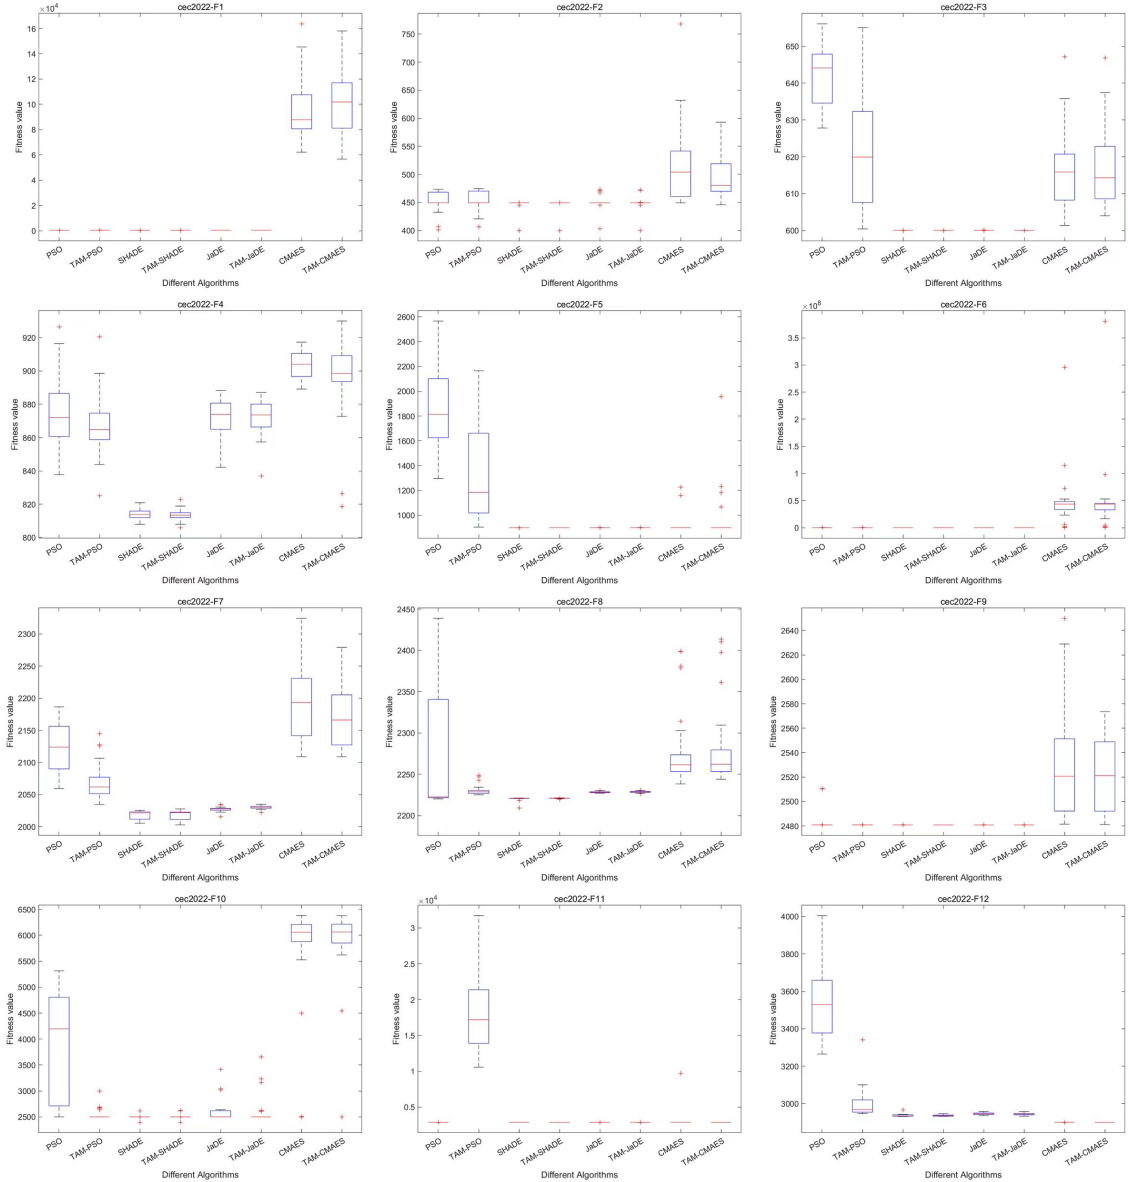 cec2022-F1
×10⁴
16
14
12
10
8
6
4
2
0
Fitness value
PSO
TAM-PSO
SHADE
TAM-SHADE
JaDE
TAM-JaDE
CMAES
TAM-CMAES
Different Algorithms
cec2022-F2
750
700
650
600
550
500
450
400
Fitness value
PSO
TAM-PSO
SHADE
TAM-SHADE
JaDE
TAM-JaDE
CMAES
TAM-CMAES
Different Algorithms
cec2022-F3
650
640
630
620
610
600
Fitness value
PSO
TAM-PSO
SHADE
TAM-SHADE
JaDE
TAM-JaDE
CMAES
TAM-CMAES
Different Algorithms
cec2022-F4
920
900
880
860
840
820
800
Fitness value
PSO
TAM-PSO
SHADE
TAM-SHADE
JaDE
TAM-JaDE
CMAES
TAM-CMAES
Different Algorithms
cec2022-F5
2600
2400
2200
2000
1800
1600
1400
1200
1000
Fitness value
PSO
TAM-PSO
SHADE
TAM-SHADE
JaDE
TAM-JaDE
CMAES
TAM-CMAES
Different Algorithms
cec2022-F6
×10⁸
3.5
3
2.5
2
1.5
1
0.5
0
Fitness value
PSO
TAM-PSO
SHADE
TAM-SHADE
JaDE
TAM-JaDE
CMAES
TAM-CMAES
Different Algorithms
cec2022-F7
2300
2250
2200
2150
2100
2050
2000
Fitness value
PSO
TAM-PSO
SHADE
TAM-SHADE
JaDE
TAM-JaDE
CMAES
TAM-CMAES
Different Algorithms
cec2022-F8
2450
2400
2350
2300
2250
2200
Fitness value
PSO
TAM-PSO
SHADE
TAM-SHADE
JaDE
TAM-JaDE
CMAES
TAM-CMAES
Different Algorithms
cec2022-F9
2640
2620
2600
2580
2560
2540
2520
2500
2480
Fitness value
PSO
TAM-PSO
SHADE
TAM-SHADE
JaDE
TAM-JaDE
CMAES
TAM-CMAES
Different Algorithms
cec2022-F10
6500
6000
5500
5000
4500
4000
3500
3000
2500
Fitness value
PSO
TAM-PSO
SHADE
TAM-SHADE
JaDE
TAM-JaDE
CMAES
TAM-CMAES
Different Algorithms
cec2022-F11
×10⁴
3
2.5
2
1.5
1
0.5
Fitness value
PSO
TAM-PSO
SHADE
TAM-SHADE
JaDE
TAM-JaDE
CMAES
TAM-CMAES
Different Algorithms
cec2022-F12
4000
3800
3600
3400
3200
3000
Fitness value
PSO
TAM-PSO
SHADE
TAM-SHADE
JaDE
TAM-JaDE
CMAES
TAM-CMAES
Different Algorithms